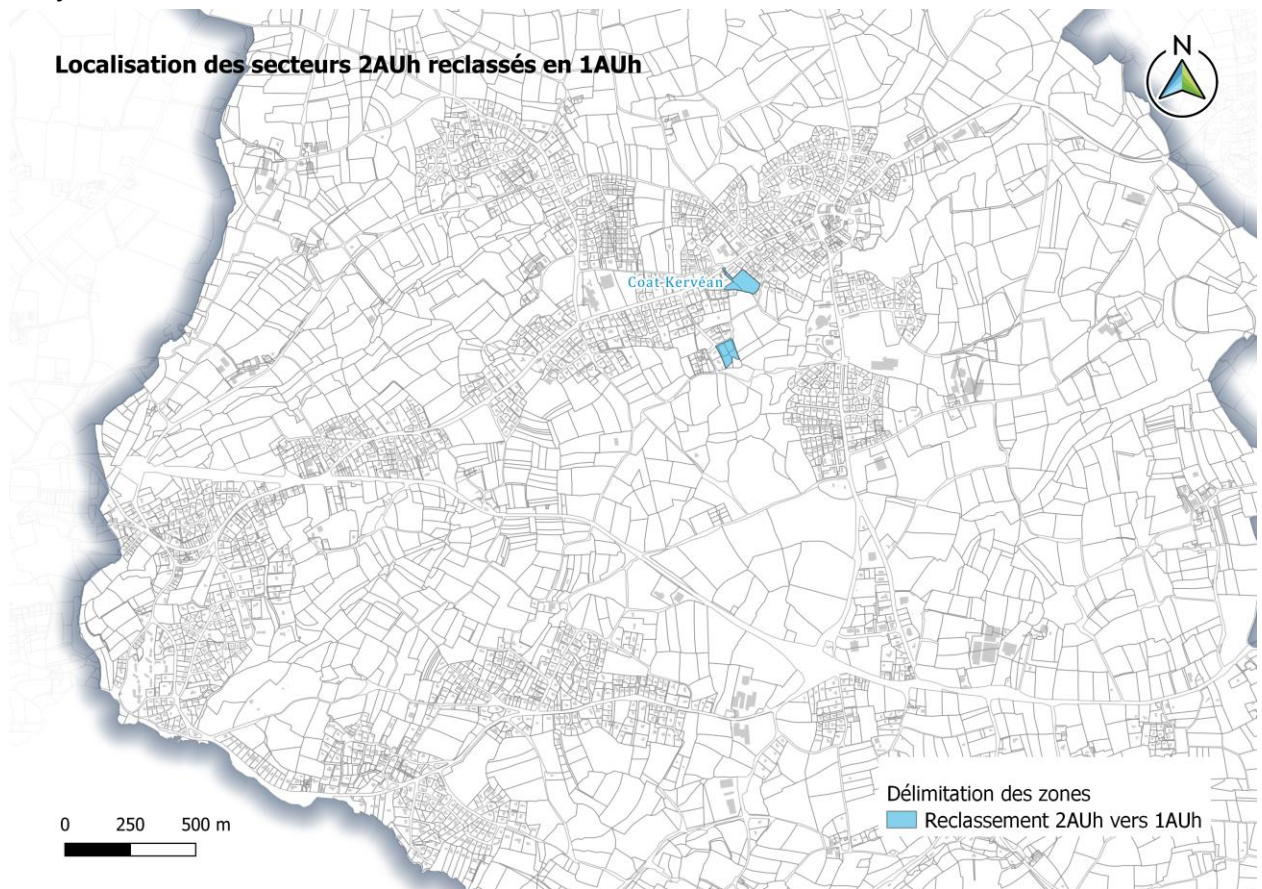 Localisation des secteurs 2AUh reclassés en 1AUh
N
Coat-Kervéan
Délimitation des zones
Reclassement 2AUh vers 1AUh
0 250 500 m